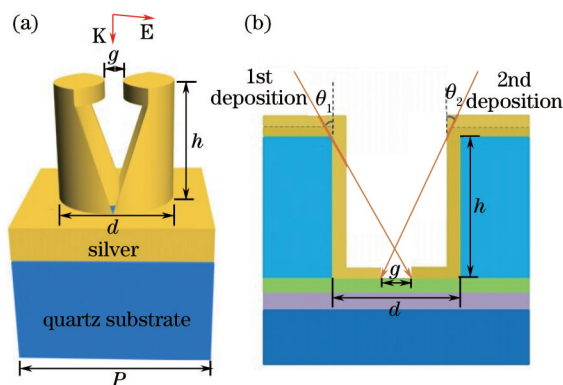 (a)
K
E
g
h
d
silver
quartz substrate
P
(b)
1st
deposition
θ1
θ2
2nd
deposition
h
g
d